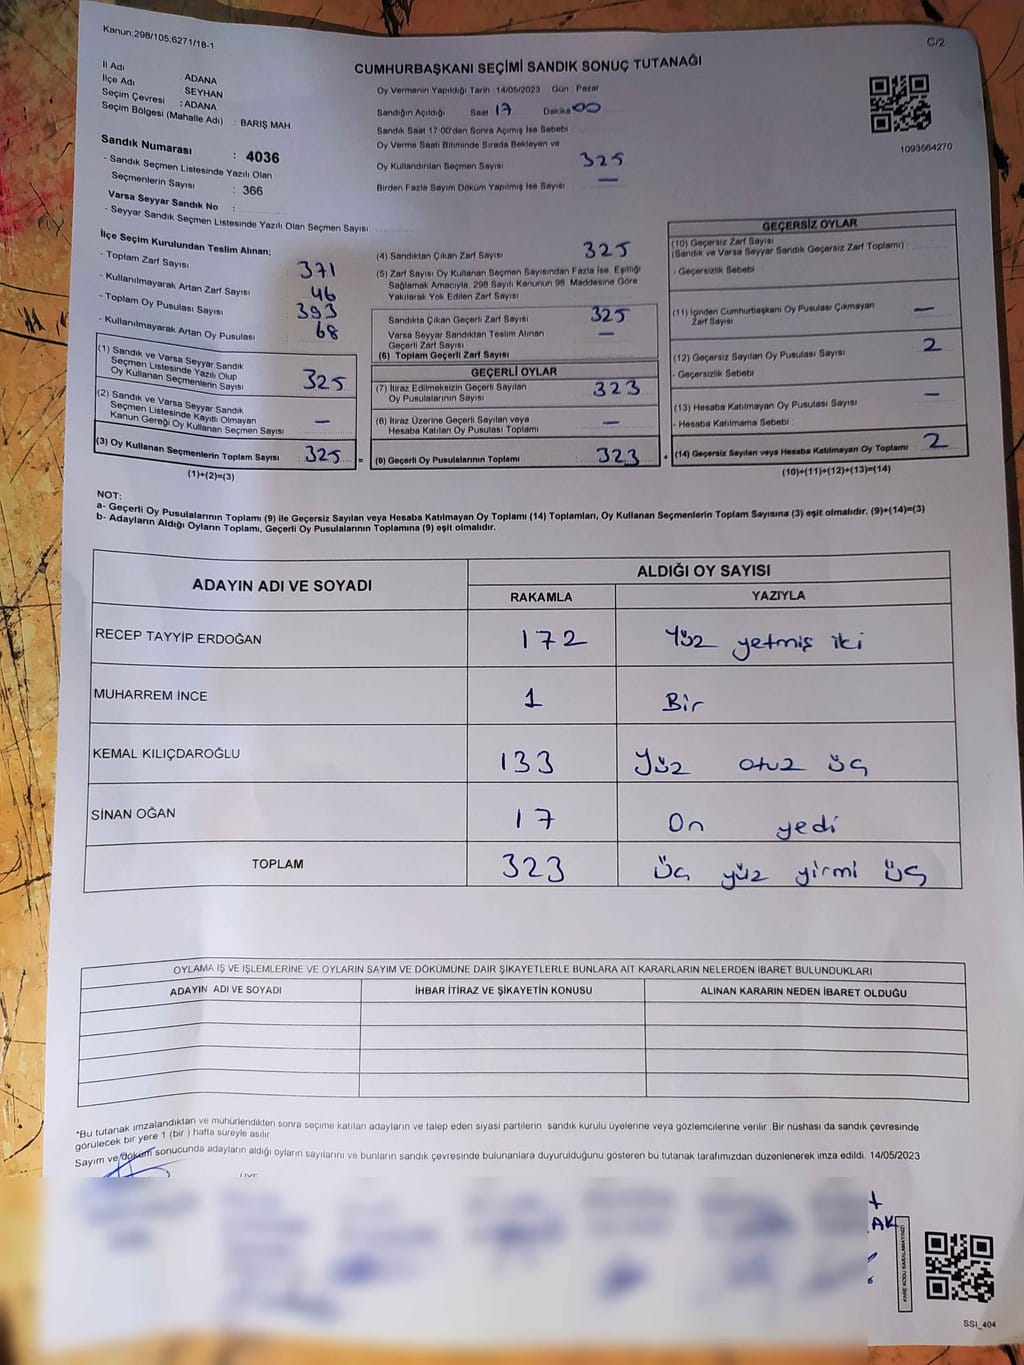 Kanun;298/105;6271/18-1
C/2
CUMHURBAŞKANI SEÇİMİ SANDIK SONUÇ TUTANAĞI
İl Adı : ADANA
İlçe Adı : SEYHAN
Seçim Çevresi : ADANA
Seçim Bölgesi (Mahalle Adı) : BARIŞ MAH
Sandık Numarası : 4036
- Sandık Seçmen Listesinde Yazılı Olan
Seçmenlerin Sayısı : 366
Varsa Seyyar Sandık No :
- Seyyar Sandık Seçmen Listesinde Yazılı Olan Seçmen Sayısı
Oy Vermenin Yapıldığı Tarih 14/05/2023 Gün Pazar
Sandığın Açıldığı Saat 17 Dakika 00
Sandık Saat 17:00'den Sonra Açımış İse Sebebi
Oy Verme Saati Bitiminde Sırada Bekleyen ve
Oy Kullandırılan Seçmen Sayısı 325
Birden Fazla Sayım Döküm Yapılmış İse Sayısı —
1093664270
İlçe Seçim Kurulundan Teslim Alınan;
- Toplam Zarf Sayısı 371
- Kullanılmayarak Artan Zarf Sayısı 46
- Toplam Oy Pusulası Sayısı 393
- Kullanılmayarak Artan Oy Pusulası 68
(1) Sandık ve Varsa Seyyar Sandık
Seçmen Listesinde Yazılı Olup
Oy Kullanan Seçmenlerin Sayısı 325
(2) Sandık ve Varsa Seyyar Sandık
Seçmen Listesinde Kayıtlı Olmayan
Kanun Gereği Oy Kullanan Seçmen Sayısı —
(3) Oy Kullanan Seçmenlerin Toplam Sayısı 325 =
(1)+(2)=(3)
(4) Sandıktan Çıkan Zarf Sayısı 325
(5) Zarf Sayısı Oy Kullanan Seçmen Sayısından Fazla İse, Eşitliği
Sağlamak Amacıyla, 298 Sayılı Kanunun 98. Maddesine Göre
Yakılarak Yok Edilen Zarf Sayısı
Sandıkta Çıkan Geçerli Zarf Sayısı 325
Varsa Seyyar Sandıktan Teslim Alınan —
Geçerli Zarf Sayısı
(6) Toplam Geçerli Zarf Sayısı
GEÇERLİ OYLAR
(7) İtiraz Edilmeksizin Geçerli Sayılan
Oy Pusulalarının Sayısı 323
(8) İtiraz Üzerine Geçerli Sayılan veya
Hesaba Katılan Oy Pusulası Toplamı —
(9) Geçerli Oy Pusulalarının Toplamı 323 +
GEÇERSİZ OYLAR
(10) Geçersiz Zarf Sayısı
(Sandık ve Varsa Seyyar Sandık Geçersiz Zarf Toplamı)
- Geçersizlik Sebebi
(11) İçinden Cumhurbaşkanı Oy Pusulası Çıkmayan
Zarf Sayısı —
(12) Geçersiz Sayılan Oy Pusulası Sayısı 2
- Geçersizlik Sebebi
(13) Hesaba Katılmayan Oy Pusulası Sayısı —
- Hesaba Katılmama Sebebi
(14) Geçersiz Sayılan veya Hesaba Katılmayan Oy Toplamı 2
(10)+(11)+(12)+(13)=(14)
NOT:
a- Geçerli Oy Pusulalarının Toplamı (9) ile Geçersiz Sayılan veya Hesaba Katılmayan Oy Toplamı (14) Toplamları, Oy Kullanan Seçmenlerin Toplam Sayısına (3) eşit olmalıdır. (9)+(14)=(3)
b- Adayların Aldığı Oyların Toplamı, Geçerli Oy Pusulalarının Toplamına (9) eşit olmalıdır.
ADAYIN ADI VE SOYADI
ALDIĞI OY SAYISI
RAKAMLA YAZIYLA
RECEP TAYYİP ERDOĞAN 172 Yüz yetmiş iki
MUHARREM İNCE 1 Bir
KEMAL KILIÇDAROĞLU 133 Yüz otuz üç
SİNAN OĞAN 17 On yedi
TOPLAM 323 Üç yüz yirmi üç
OYLAMA İŞ VE İŞLEMLERİNE VE OYLARIN SAYIM VE DÖKÜMÜNE DAİR ŞİKAYETLERLE BUNLARA AİT KARARLARIN NELERDEN İBARET BULUNDUKLARI
ADAYIN ADI VE SOYADI İHBAR İTİRAZ VE ŞİKAYETİN KONUSU ALINAN KARARIN NEDEN İBARET OLDUĞU
*Bu tutanak imzalandıktan ve mühürlendikten sonra seçime katılan adayların ve talep eden siyasi partilerin sandık kurulu üyelerine veya gözlemcilerine verilir. Bir nüshası da sandık çevresinde
görülecek bir yere 1 (bir ) hafta süreyle asılır.
Sayım ve döküm sonucunda adayların aldığı oyların sayılarını ve bunların sandık çevresinde bulunanlara duyurulduğunu gösteren bu tutanak tarafımızdan düzenlenerek imza edildi. 14/05/2023
AK
KARE KODU KARALAMAYINIZ!
SSI_404